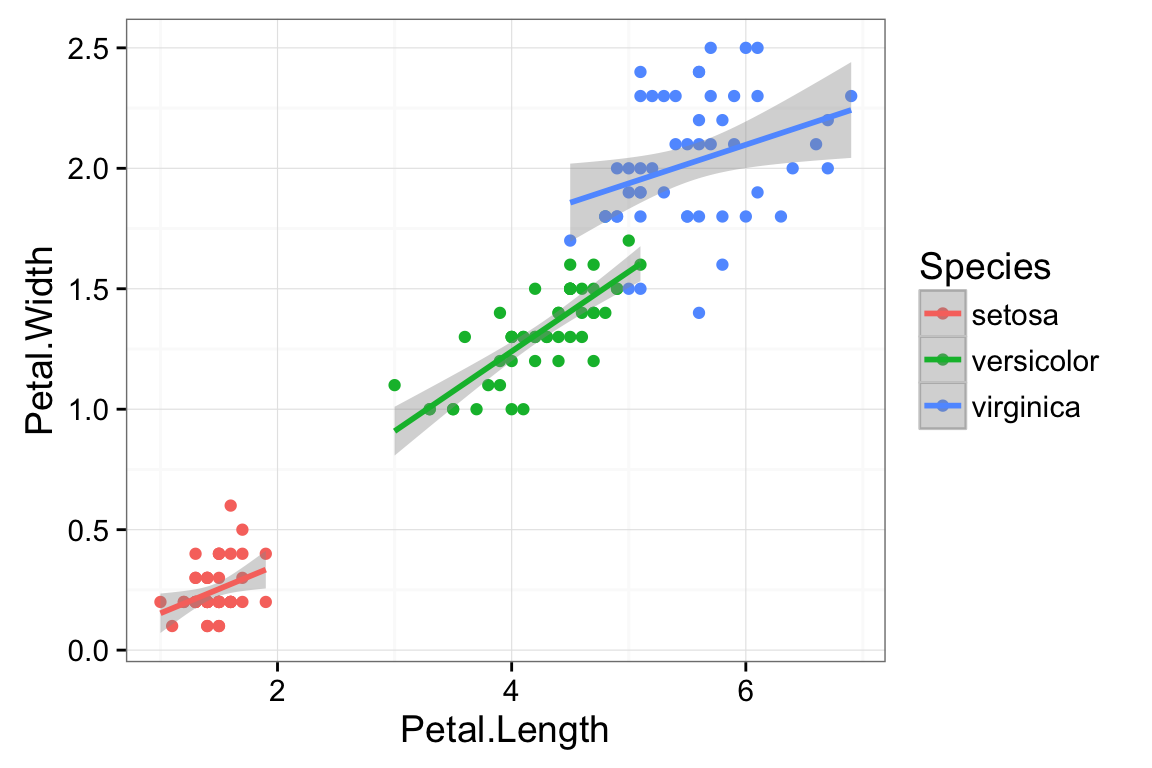 2.5
2.0
1.5
1.0
0.5
0.0
Petal.Width
2 4 6
Petal.Length
Species
setosa
versicolor
virginica